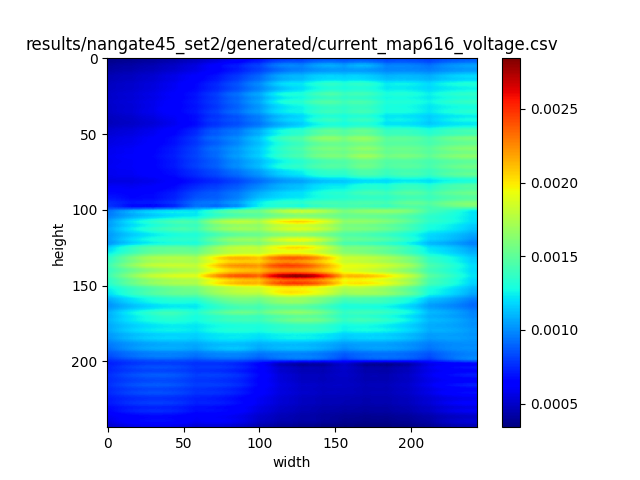 results/nangate45_set2/generated/current_map616_voltage.csv
0
50
100
150
200
height
0 50 100 150 200
width
0.0025
0.0020
0.0015
0.0010
0.0005